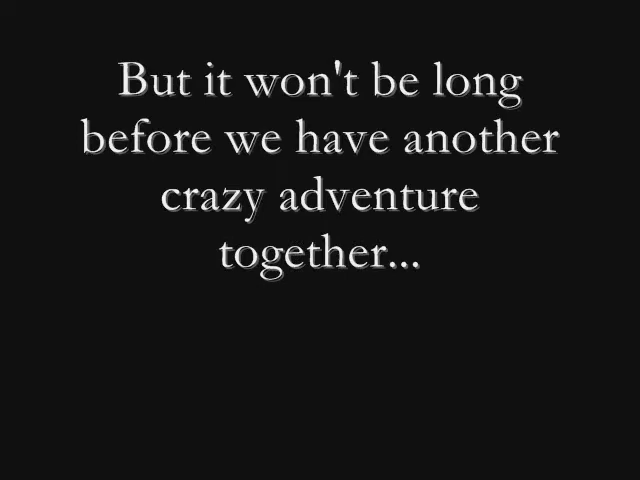 But it won't be long
before we have another
crazy adventure
together...